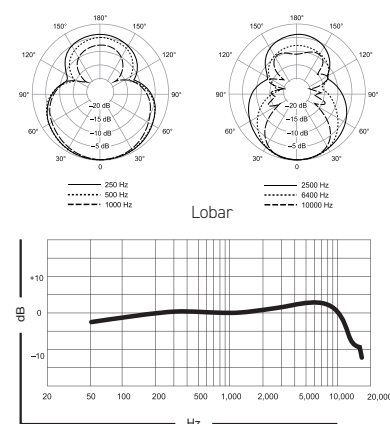 180° 180°
150° 150° 150° 150°
120° 120° 120° 120°
90° 90° 90° 90°
–20 dB –20 dB
–15 dB –15 dB
–10 dB –10 dB
–5 dB –5 dB
60° 60° 60° 60°
30° 30° 30° 30°
0 0
250 Hz
500 Hz
1000 Hz
2500 Hz
6400 Hz
10000 Hz
Lobar
dB
+10
0
–10
20 50 100 200 500 1,000 2,000 5,000 10,000 20,000
Hz